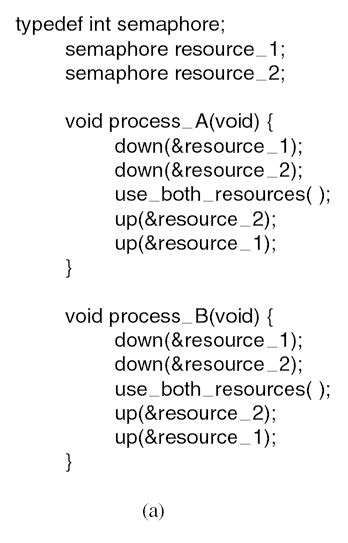 typedef int semaphore;
semaphore resource_1;
semaphore resource_2;
void process_A(void) {
down(&resource_1);
down(&resource_2);
use_both_resources( );
up(&resource_2);
up(&resource_1);
}
void process_B(void) {
down(&resource_1);
down(&resource_2);
use_both_resources( );
up(&resource_2);
up(&resource_1);
}
(a)